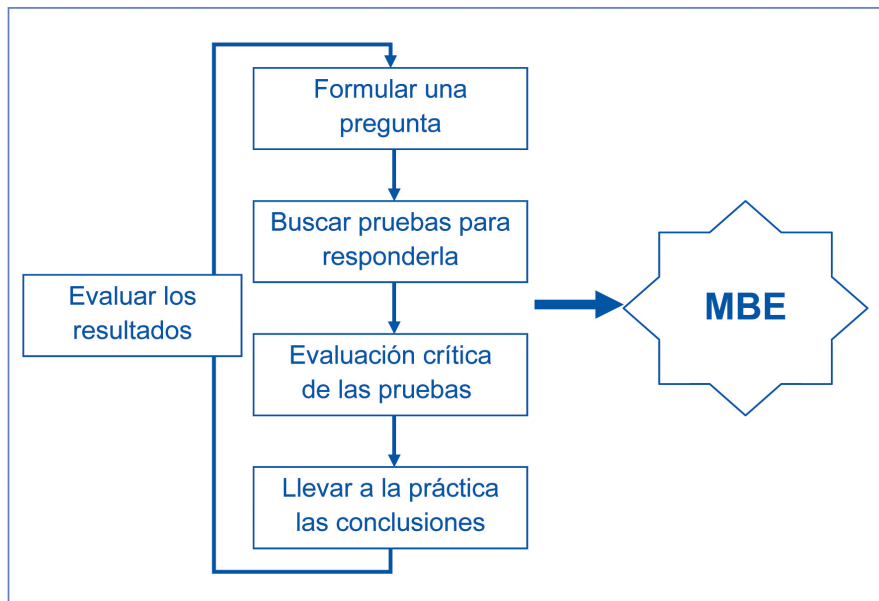 Formular una
pregunta
Buscar pruebas para
responderla
Evaluar los
resultados
MBE
Evaluación crítica
de las pruebas
Llevar a la práctica
las conclusiones